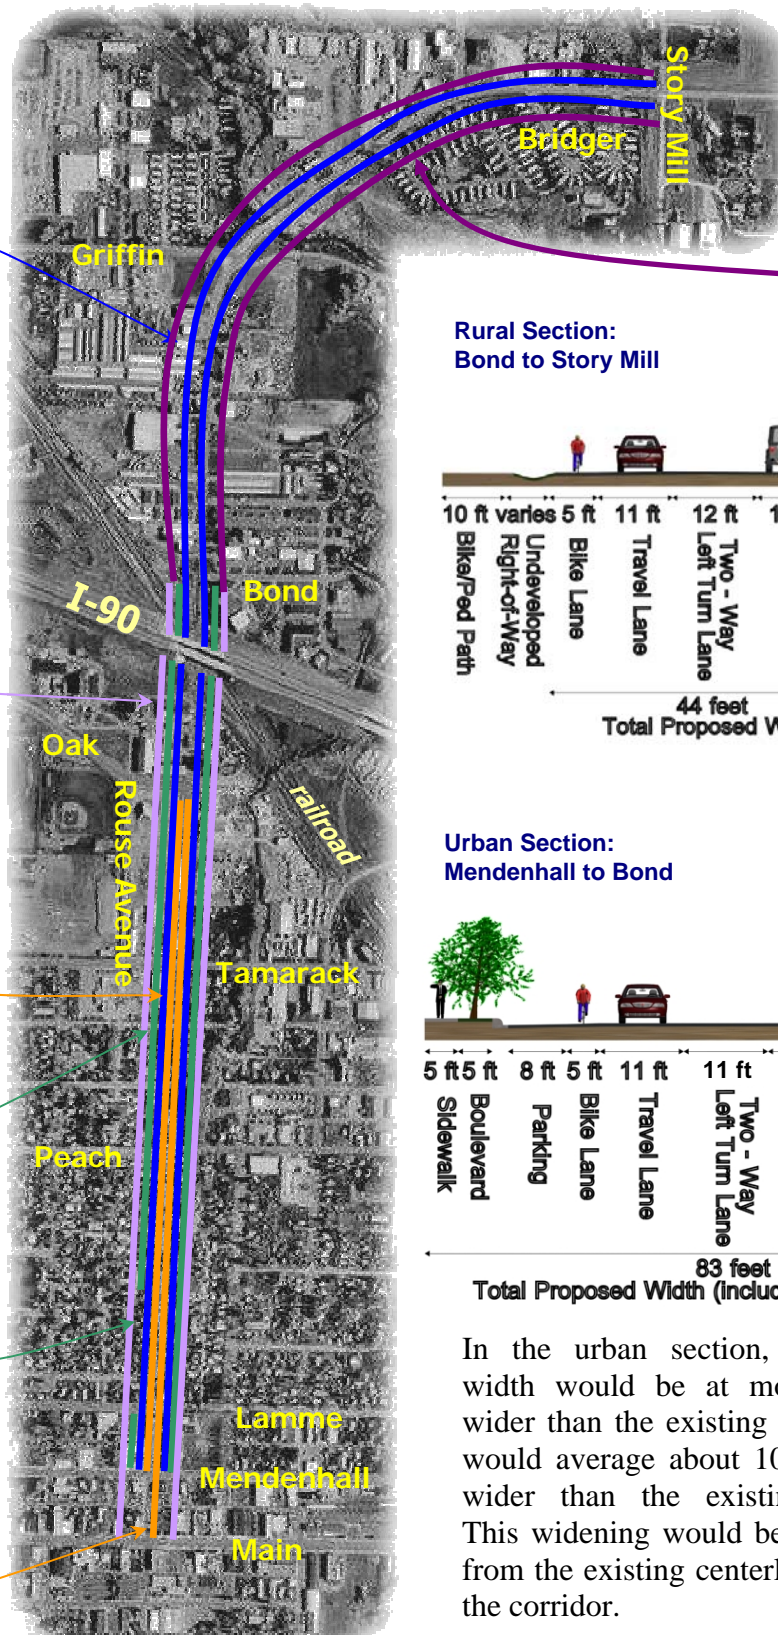 Story Mill
Bridger
Griffin
Rural Section:
Bond to Story Mill
10 ft varies 5 ft 11 ft 12 ft 1
Bike/Ped Path
Undeveloped
Right-of-Way
Bike Lane
Travel Lane
Two - Way
Left Turn Lane
44 feet
Total Proposed W
Bond
I-90
Oak
Rouse Avenue
railroad
Urban Section:
Mendenhall to Bond
Tamarack
5 ft 5 ft 8 ft 5 ft 11 ft 11 ft
Sidewalk
Boulevard
Parking
Bike Lane
Travel Lane
Two - Way
Left Turn Lane
83 feet
Total Proposed Width (includ
Peach
Lamme
Mendenhall
Main
In the urban section,
width would be at mo
wider than the existing
would average about 10
wider than the existin
This widening would be
from the existing centerl
the corridor.